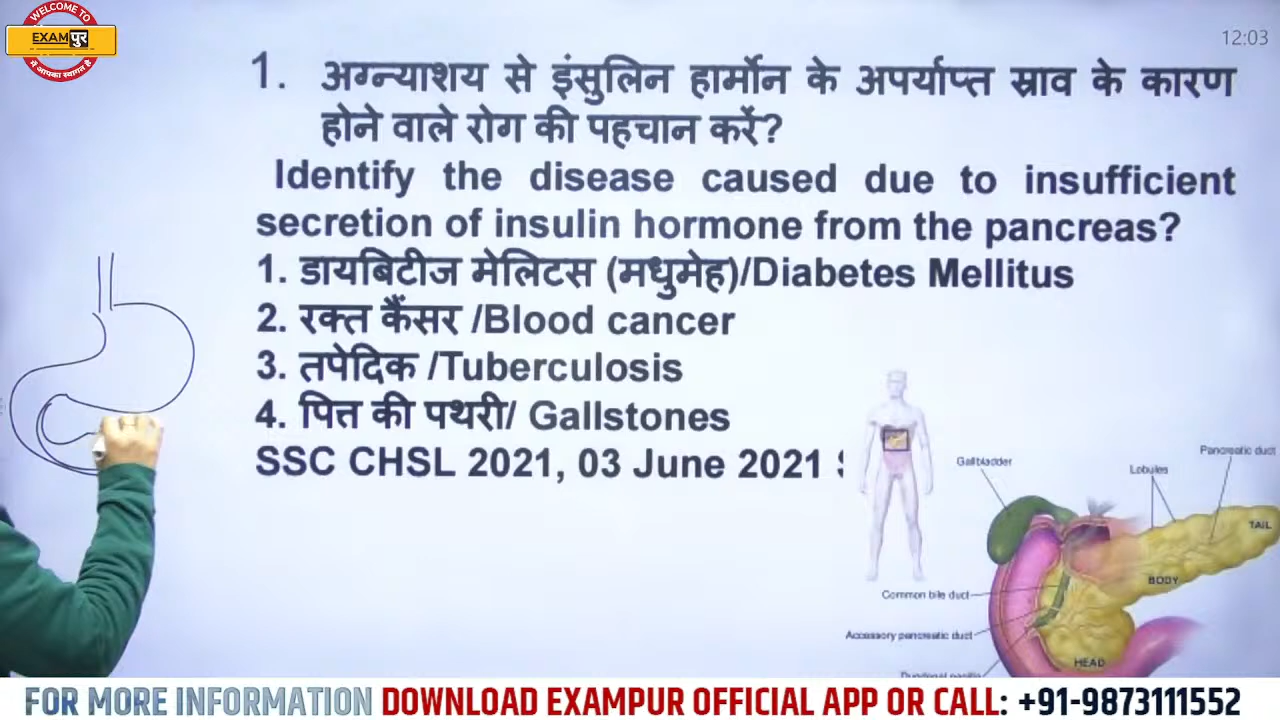 WELCOME TO
EXAMपुर
में आपका स्वागत है
12:03
1. अग्न्याशय से इंसुलिन हार्मोन के अपर्याप्त स्राव के कारण
होने वाले रोग की पहचान करें?
Identify the disease caused due to insufficient
secretion of insulin hormone from the pancreas?
1. डायबिटीज मेलिटस (मधुमेह)/Diabetes Mellitus
2. रक्त कैंसर /Blood cancer
3. तपेदिक /Tuberculosis
4. पित्त की पथरी/ Gallstones
SSC CHSL 2021, 03 June 2021
Gallbladder
Lobules
Pancreatic duct
TAIL
BODY
Common bile duct
Accessory pancreatic duct
HEAD
FOR MORE INFORMATION DOWNLOAD EXAMPUR OFFICIAL APP OR CALL: +91-9873111552